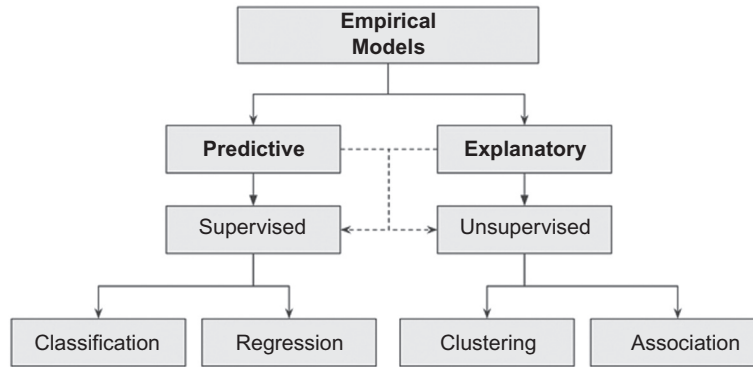 Empirical
Models
Predictive
Explanatory
Supervised
Unsupervised
Classification
Regression
Clustering
Association